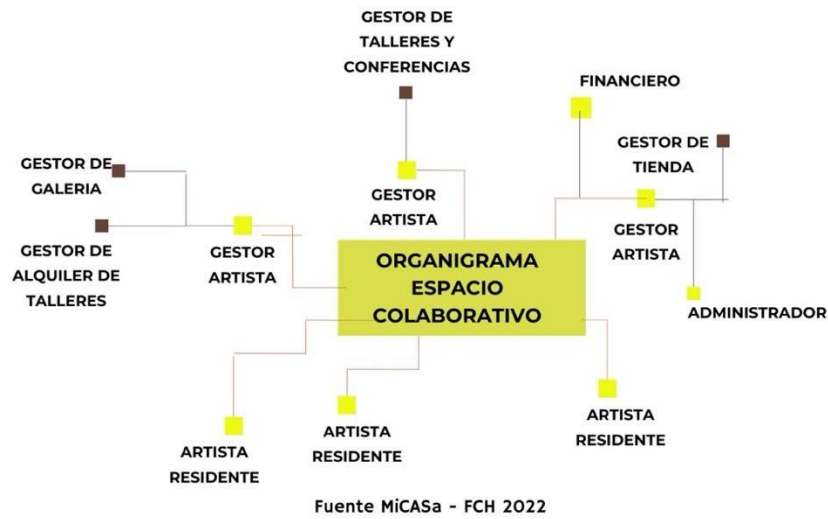 GESTOR DE
TALLERES Y
CONFERENCIAS
FINANCIERO
GESTOR DE
TIENDA
GESTOR DE
GALERIA
GESTOR
ARTISTA
GESTOR
ARTISTA
GESTOR DE
ALQUILER DE
TALLERES
GESTOR
ARTISTA
ORGANIGRAMA
ESPACIO
COLABORATIVO
ADMINISTRADOR
ARTISTA
RESIDENTE
ARTISTA
RESIDENTE
ARTISTA
RESIDENTE
Fuente MiCASa - FCH 2022